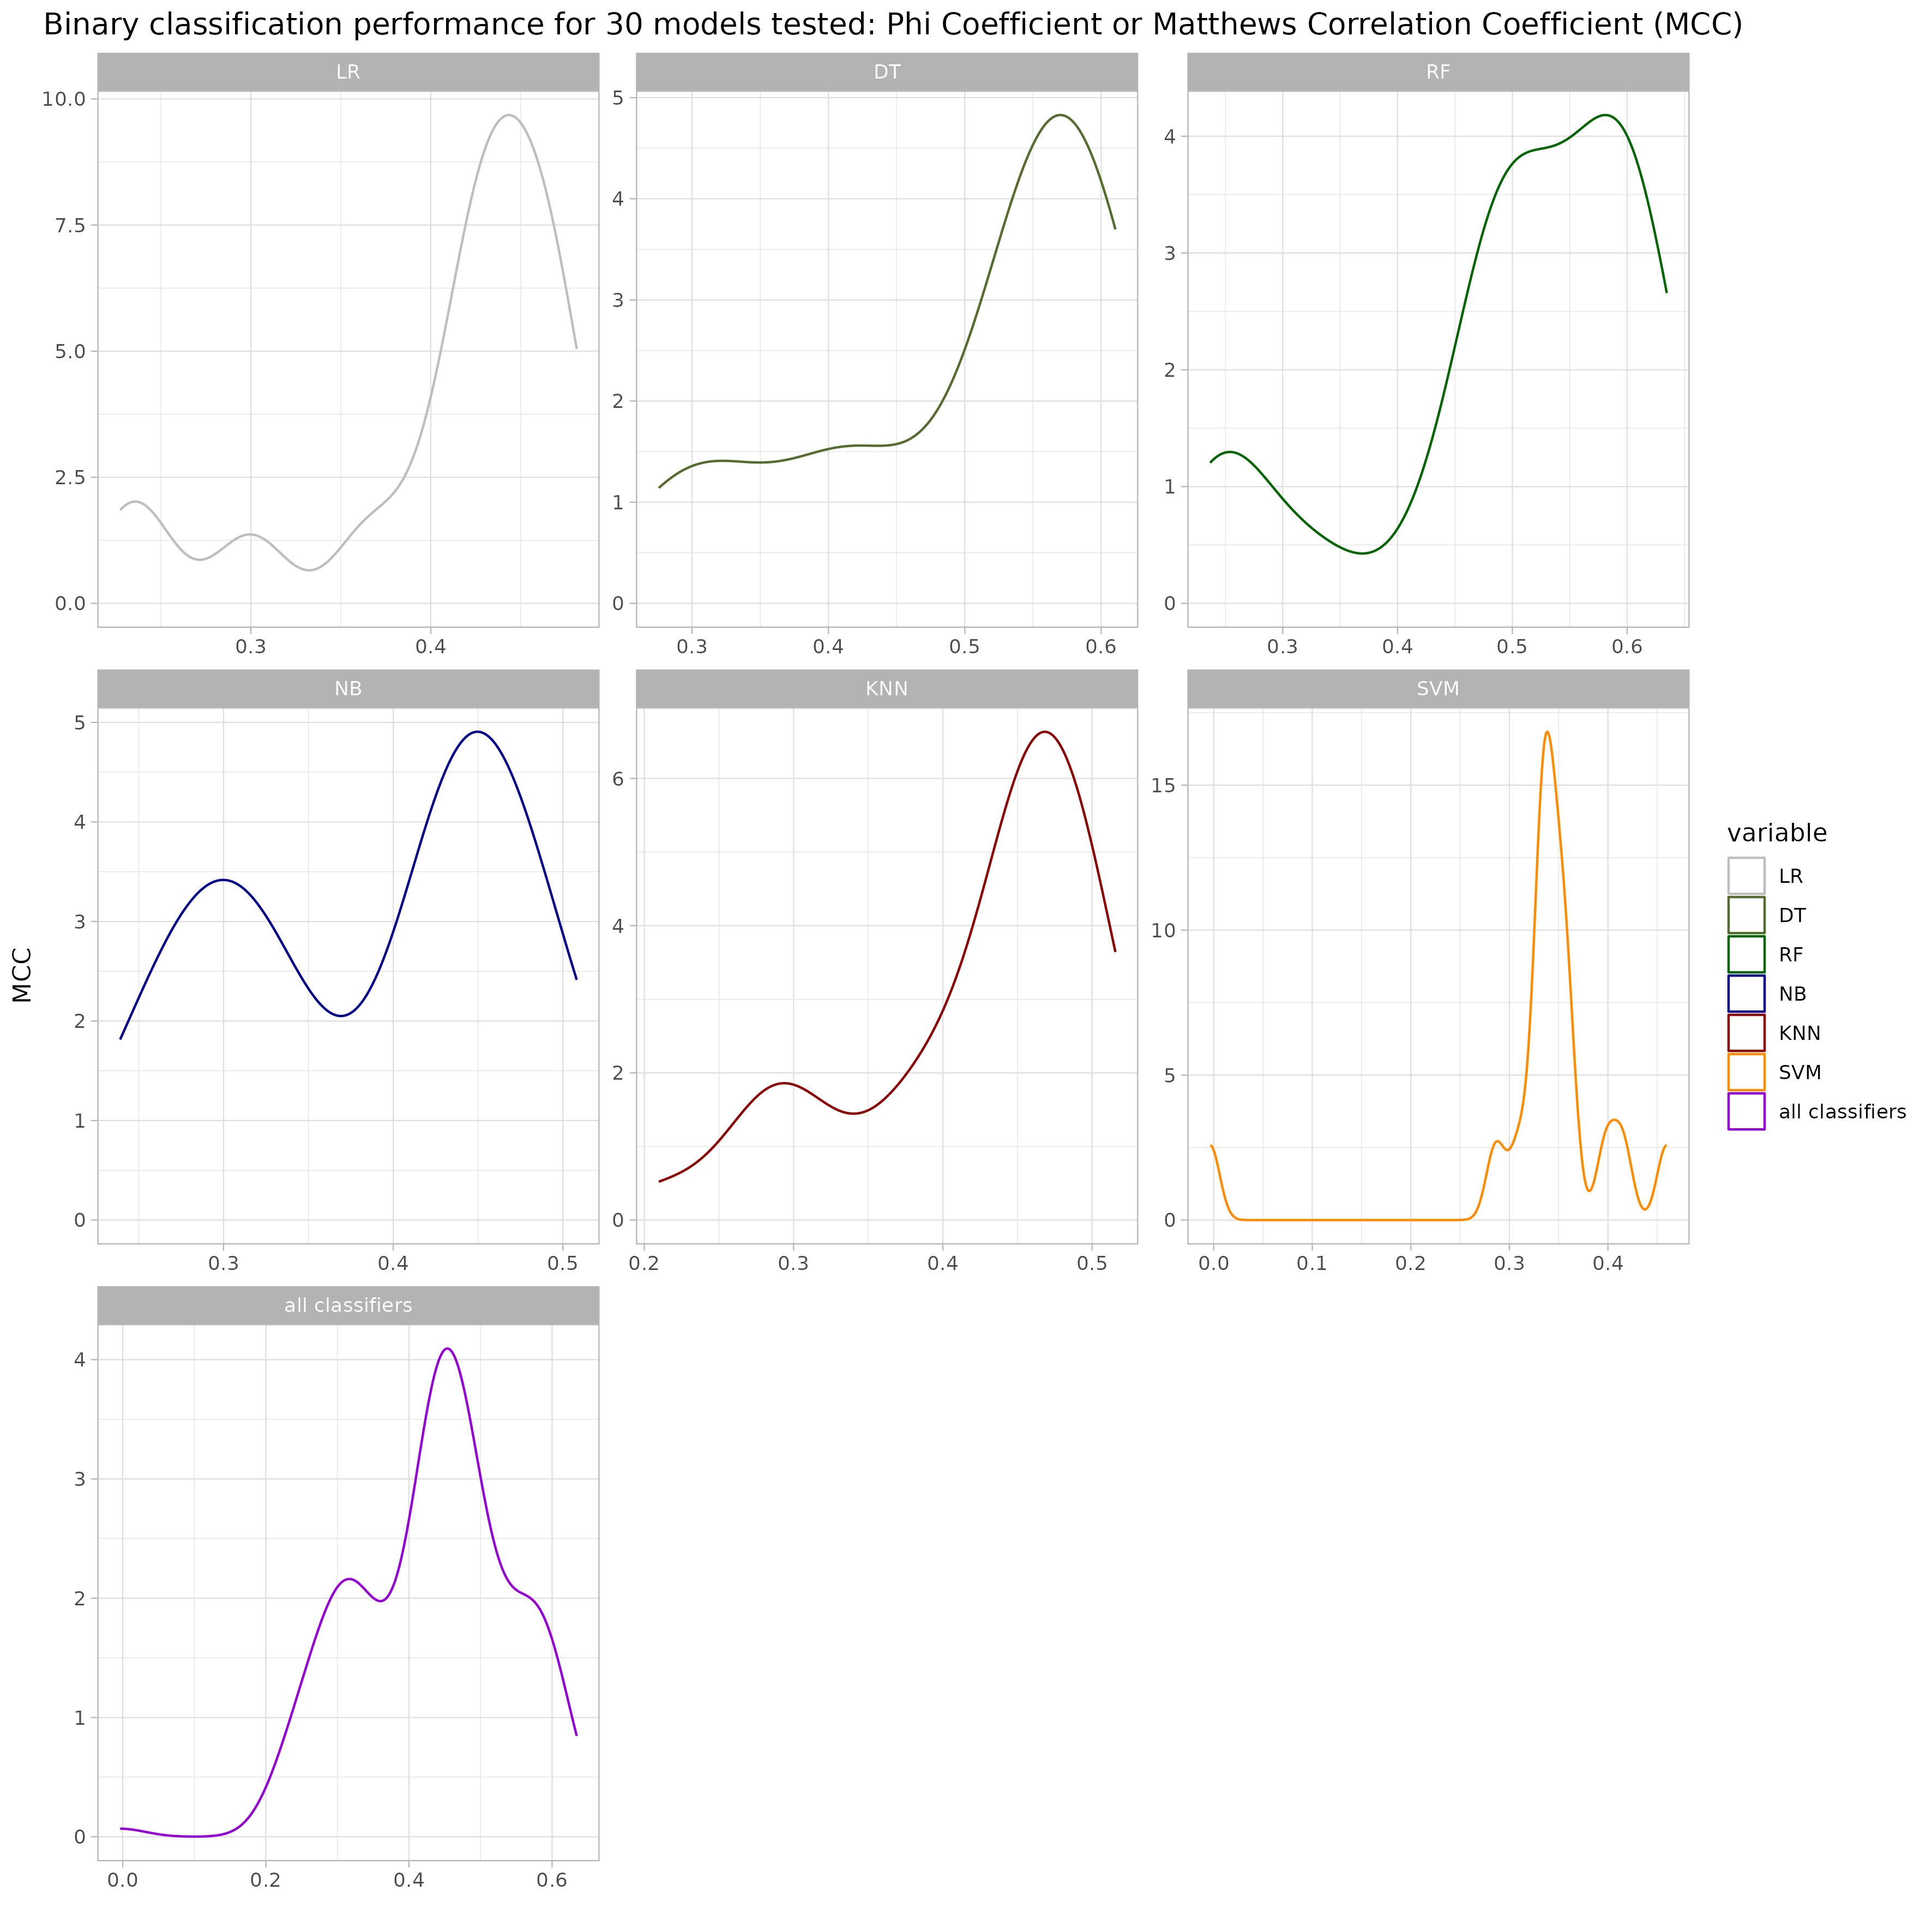 Binary classification performance for 30 models tested: Phi Coefficient or Matthews Correlation Coefficient (MCC)
LR
10.0
7.5
5.0
2.5
0.0
0.3 0.4
DT
5
4
3
2
1
0
0.3 0.4 0.5 0.6
RF
4
3
2
1
0
0.3 0.4 0.5 0.6
NB
5
4
3
2
1
0
0.3 0.4 0.5
KNN
6
4
2
0
0.2 0.3 0.4 0.5
SVM
15
10
5
0
0.0 0.1 0.2 0.3 0.4
all classifiers
4
3
2
1
0
0.0 0.2 0.4 0.6
MCC
variable
LR
DT
RF
NB
KNN
SVM
all classifiers